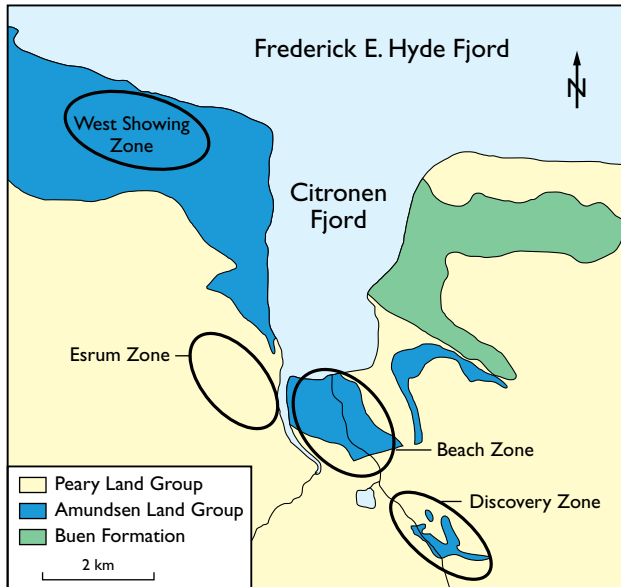 Frederick E. Hyde Fjord
N
West Showing
Zone
Citronen
Fjord
Esrum Zone
Beach Zone
Discovery Zone
Peary Land Group
Amundsen Land Group
Buen Formation
2 km